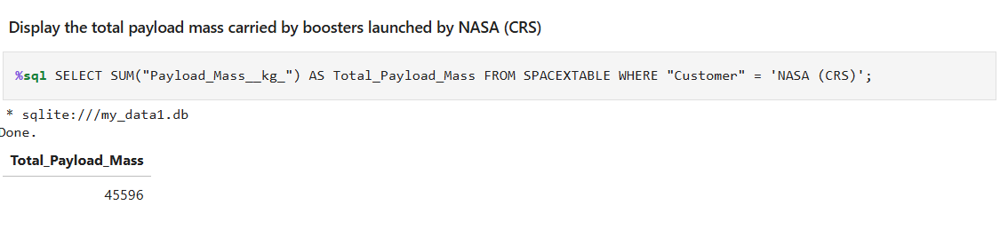 Display the total payload mass carried by boosters launched by NASA (CRS)
%sql SELECT SUM("Payload_Mass__kg_") AS Total_Payload_Mass FROM SPACEXTABLE WHERE "Customer" = 'NASA (CRS)';
* sqlite:///my_data1.db
Done.
Total_Payload_Mass
45596